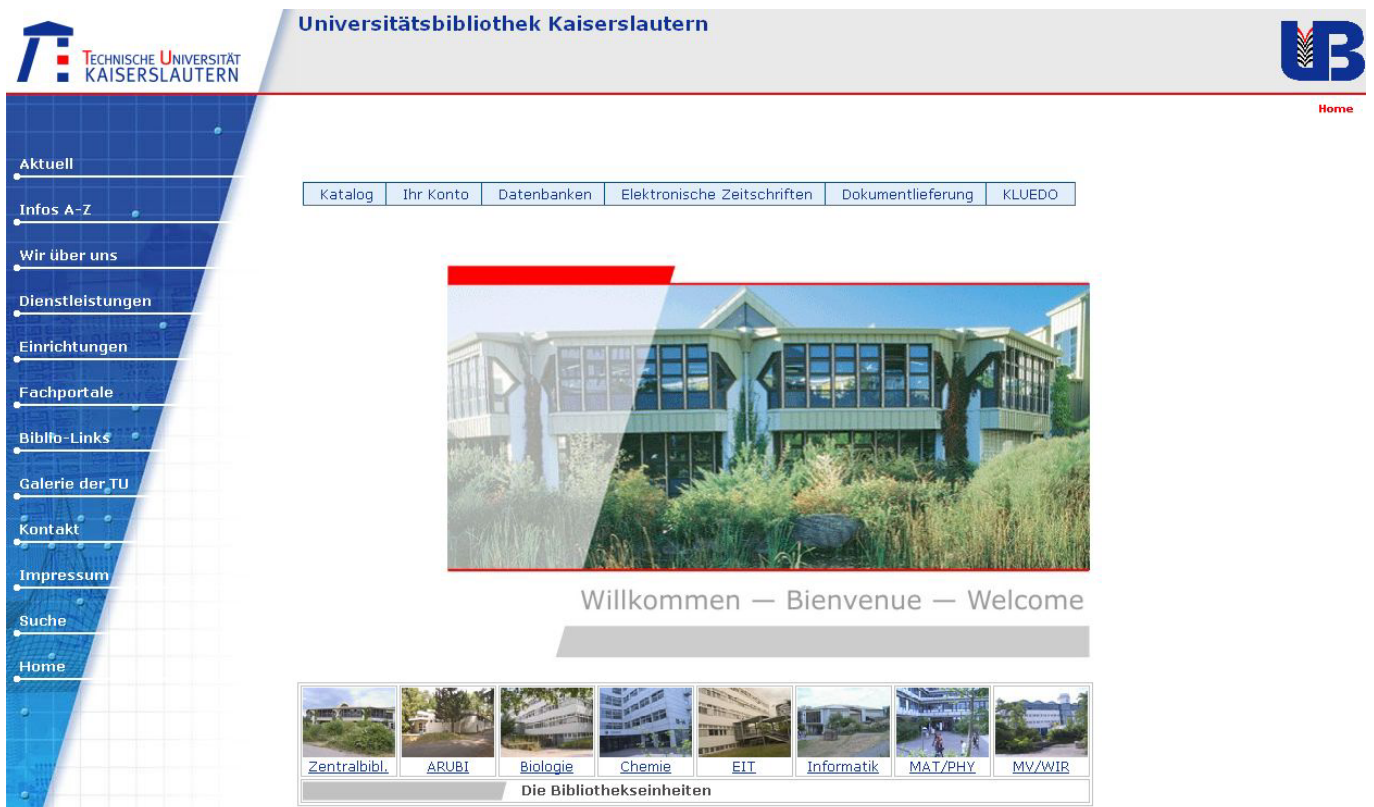 Universitätsbibliothek Kaiserslautern
TECHNISCHE UNIVERSITÄT
KAISERSLAUTERN
UB
Home
Aktuell
Infos A-Z
Wir über uns
Dienstleistungen
Einrichtungen
Fachportale
Biblio-Links
Galerie der TU
Kontakt
Impressum
Suche
Home
Katalog Ihr Konto Datenbanken Elektronische Zeitschriften Dokumentlieferung KLUEDO
Willkommen — Bienvenue — Welcome
Zentralbibl. ARUBI Biologie Chemie EIT Informatik MAT/PHY MV/WIR
Die Bibliothekseinheiten